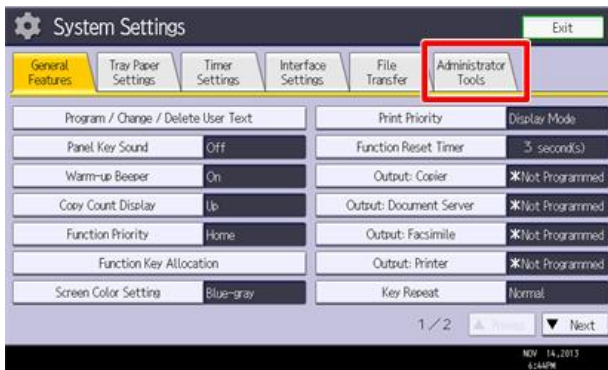 System Settings
Exit
General Features
Tray Paper Settings
Timer Settings
Interface Settings
File Transfer
Administrator Tools
Program / Change / Delete User Text
Print Priority
Display Mode
Panel Key Sound
Off
Function Reset Timer
3 second(s)
Warm-up Beeper
On
Output: Copier
*Not Programmed
Copy Count Display
Up
Output: Document Server
*Not Programmed
Function Priority
Home
Output: Facsimile
*Not Programmed
Function Key Allocation
Output: Printer
*Not Programmed
Screen Color Setting
Blue-gray
Key Repeat
Normal
1/2
▲
▼ Next
NOV 14,2013
6:44PM